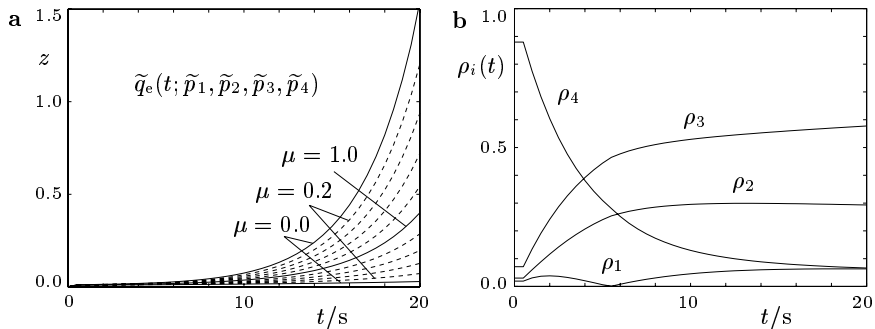 a
1.5
z
1.0
0.5
0.0
q̃ₑ(t; p̃₁, p̃₂, p̃₃, p̃₄)
μ = 1.0
μ = 0.2
μ = 0.0
0
10
20
t/s
b
1.0
ρᵢ(t)
0.5
0.0
ρ₄
ρ₃
ρ₂
ρ₁
0
10
20
t/s